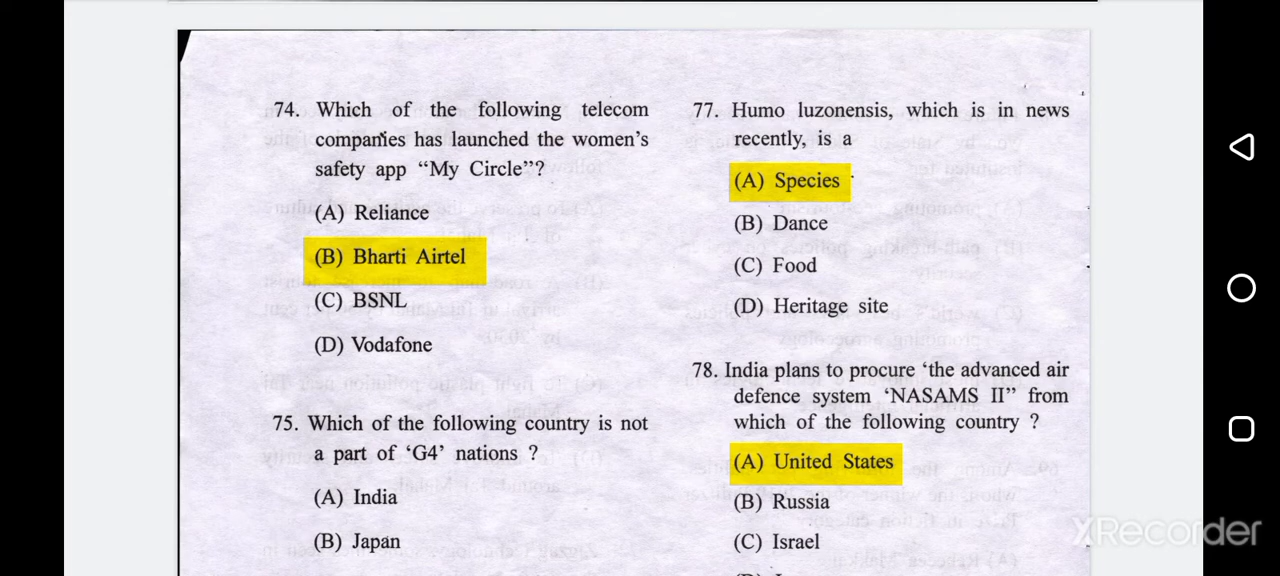 74. Which of the following telecom
companies has launched the women's
safety app "My Circle"?
(A) Reliance
(B) Bharti Airtel
(C) BSNL
(D) Vodafone
75. Which of the following country is not
a part of 'G4' nations ?
(A) India
(B) Japan
77. Humo luzonensis, which is in news
recently, is a
(A) Species
(B) Dance
(C) Food
(D) Heritage site
78. India plans to procure 'the advanced air
defence system 'NASAMS II" from
which of the following country ?
(A) United States
(B) Russia
(C) Israel
XRecorder